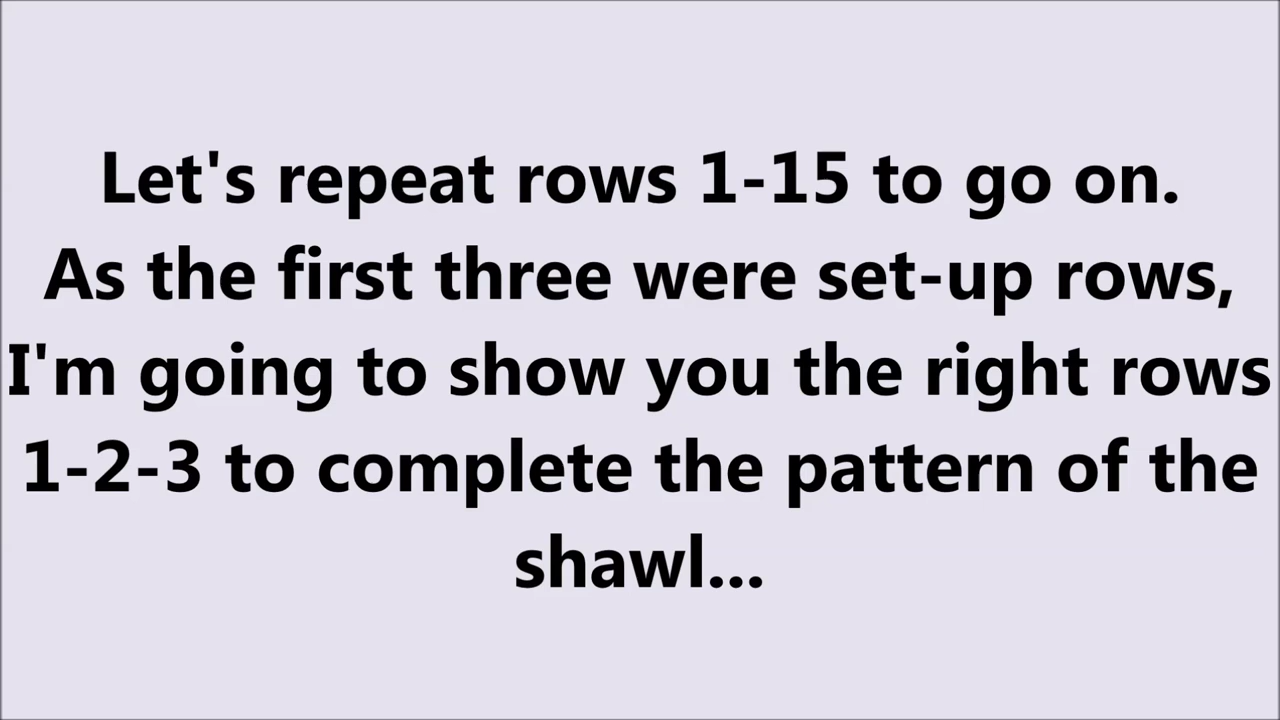 Let's repeat rows 1-15 to go on.
As the first three were set-up rows,
I'm going to show you the right rows
1-2-3 to complete the pattern of the
shawl...